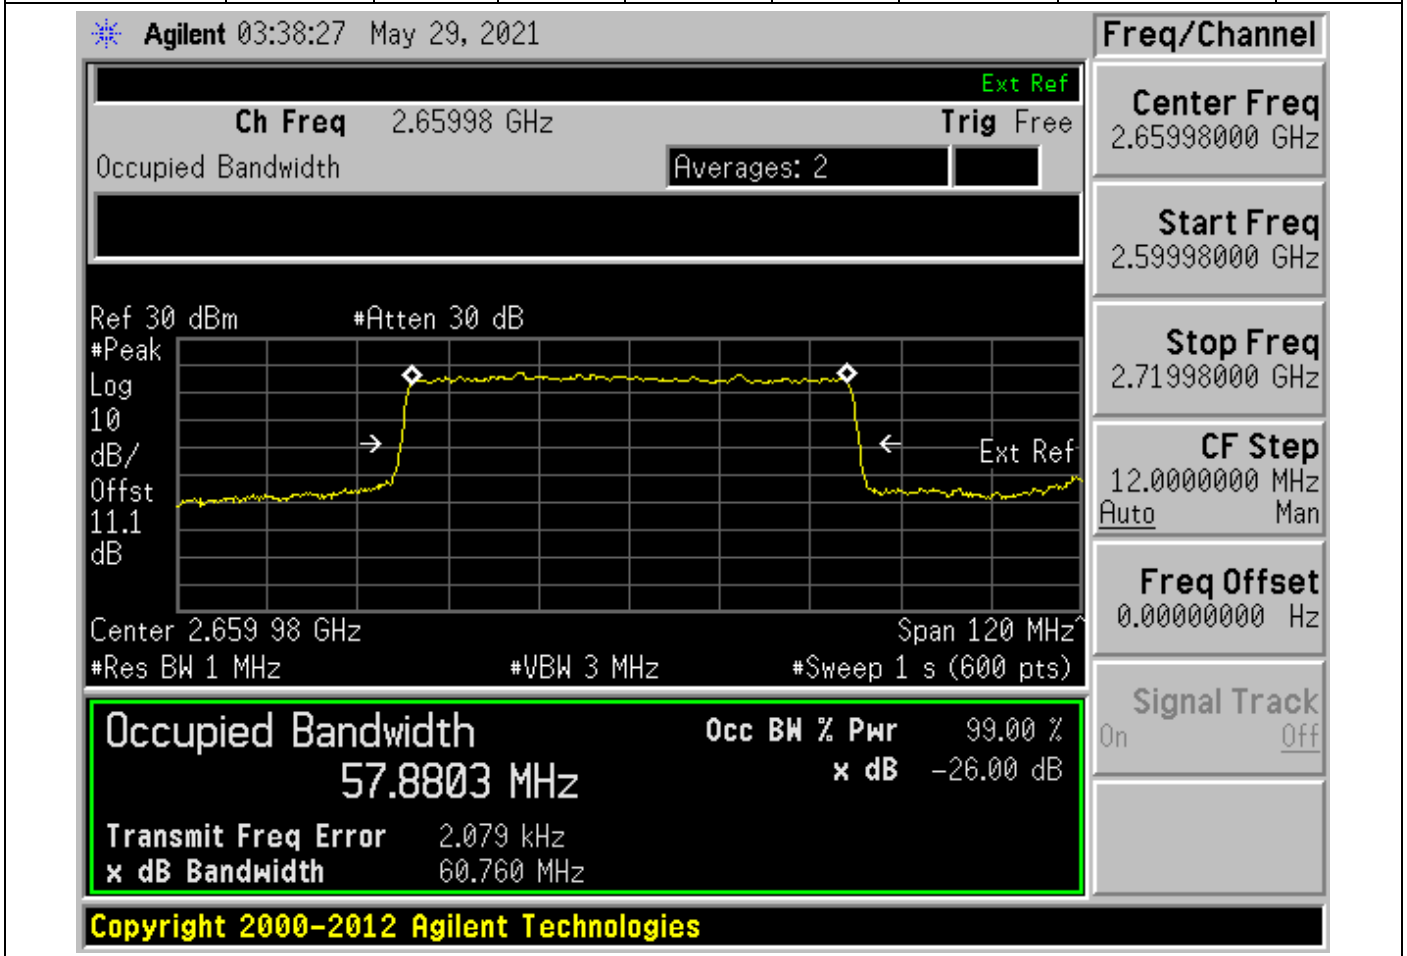 Agilent 03:38:27 May 29, 2021
Freq/Channel
Ext Ref
Ch Freq 2.65998 GHz Trig Free
Occupied Bandwidth Averages: 2
Center Freq
2.65998000 GHz
Start Freq
2.59998000 GHz
Stop Freq
2.71998000 GHz
CF Step
12.0000000 MHz
Auto Man
Freq Offset
0.00000000 Hz
Signal Track
On Off
Ref 30 dBm #Atten 30 dB
#Peak
Log
10
dB/
Offst
11.1
dB
Ext Ref
Center 2.659 98 GHz Span 120 MHz^
#Res BW 1 MHz #VBW 3 MHz #Sweep 1 s (600 pts)
Occupied Bandwidth Occ BW % Pwr 99.00 %
57.8803 MHz x dB -26.00 dB
Transmit Freq Error 2.079 kHz
x dB Bandwidth 60.760 MHz
Copyright 2000-2012 Agilent Technologies